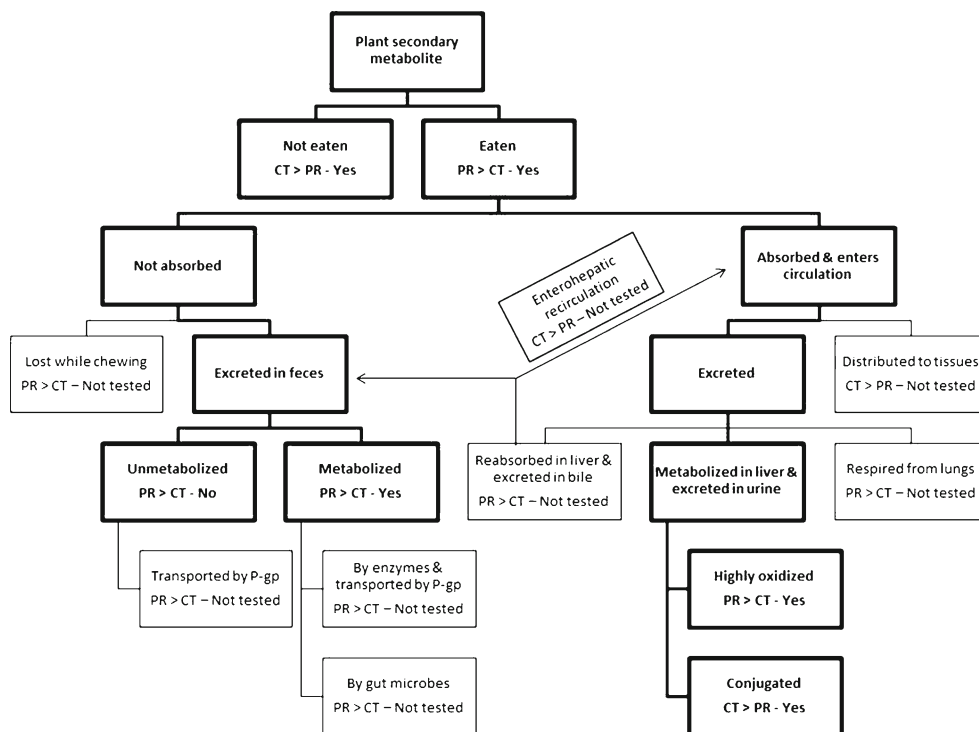 Plant secondary
metabolite
Not eaten
CT > PR - Yes
Eaten
PR > CT - Yes
Not absorbed
Enterohepatic
recirculation
CT > PR – Not tested
Absorbed & enters
circulation
Lost while chewing
PR > CT – Not tested
Excreted in feces
Excreted
Distributed to tissues
CT > PR – Not tested
Unmetabolized
PR > CT - No
Metabolized
PR > CT - Yes
Reabsorbed in liver &
excreted in bile
PR > CT – Not tested
Metabolized in liver &
excreted in urine
Respired from lungs
PR > CT – Not tested
Transported by P-gp
PR > CT – Not tested
By enzymes &
transported by P-gp
PR > CT – Not tested
Highly oxidized
PR > CT - Yes
By gut microbes
PR > CT – Not tested
Conjugated
CT > PR - Yes